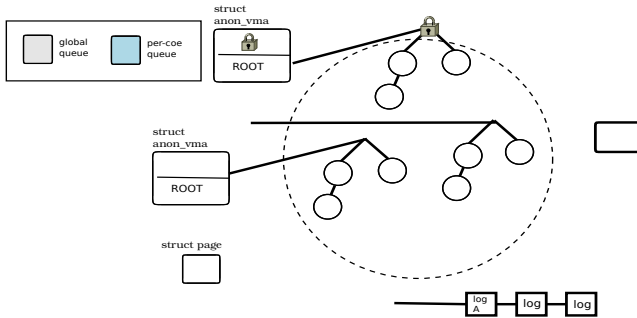 struct
anon_vma
global
queue
per-coe
queue
ROOT
struct
anon_vma
ROOT
struct page
log
A
log
log